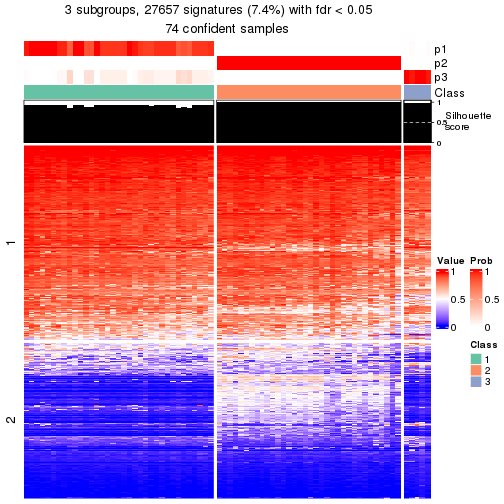 3 subgroups, 27657 signatures (7.4%) with fdr < 0.05
74 confident samples
p1
p2
p3
Class
1
0.5
0
Silhouette
score
1
2
Value
1
0.5
0
Prob
1
0.5
0
Class
1
2
3